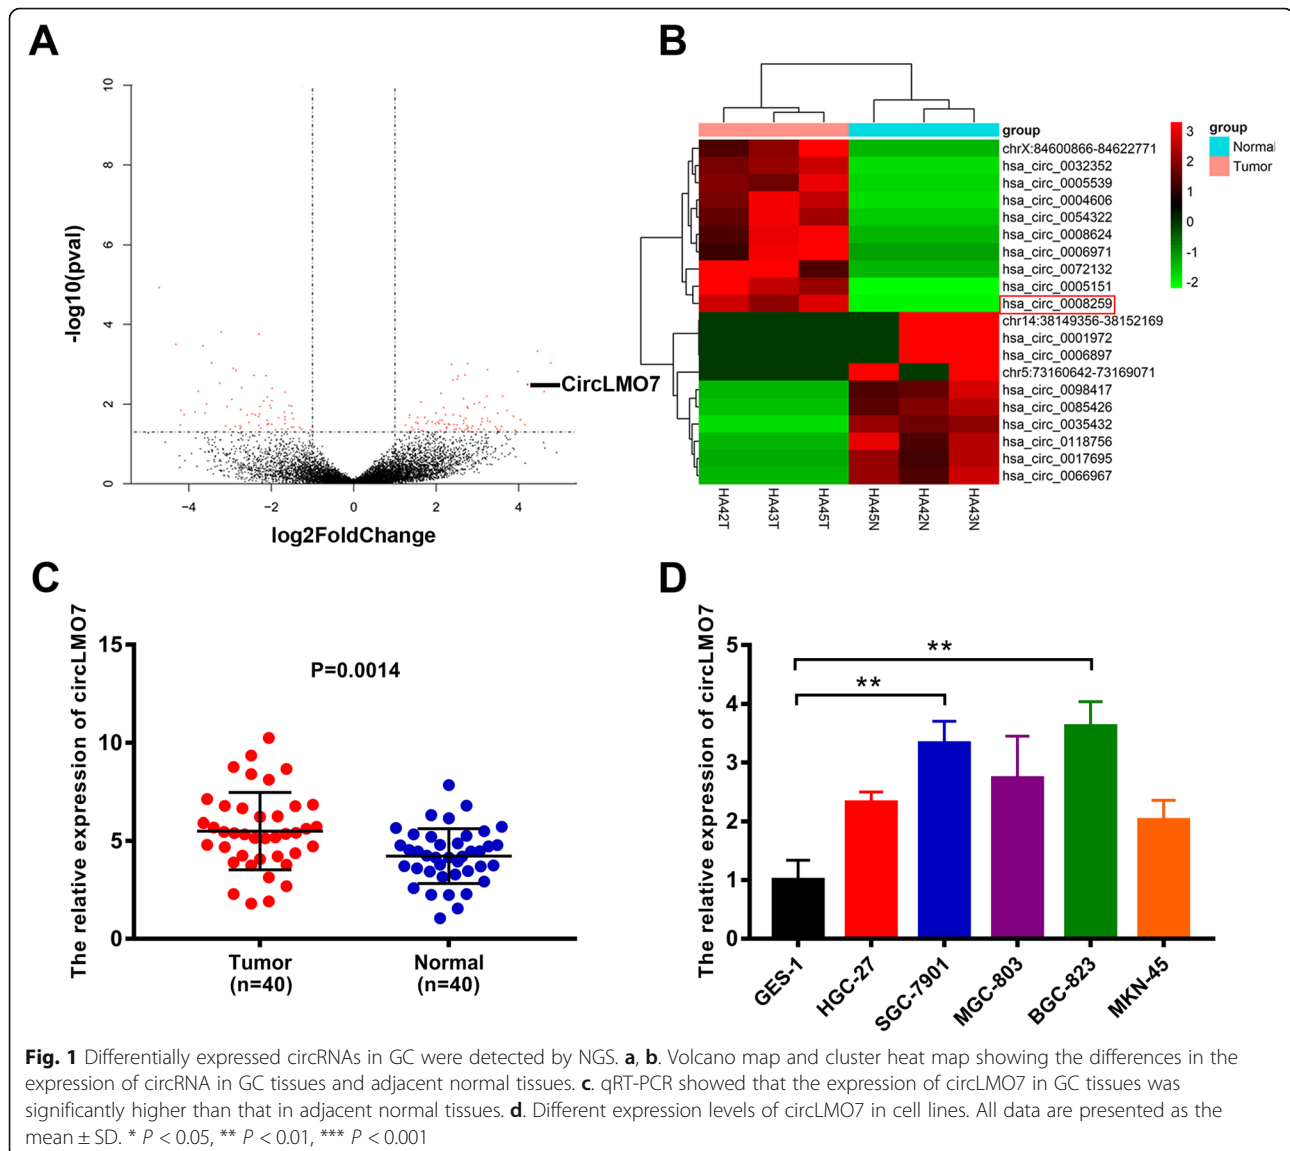 A
10
8
6
4
2
0
-log10(pval)
CircLMO7
−4
−2
0
2
4
log2FoldChange
B
group
chrX:84600866-84622771
hsa_circ_0032352
hsa_circ_0005539
hsa_circ_0004606
hsa_circ_0054322
hsa_circ_0008624
hsa_circ_0006971
hsa_circ_0072132
hsa_circ_0005151
hsa_circ_0008259
chr14:38149356-38152169
hsa_circ_0001972
hsa_circ_0006897
chr5:73160642-73169071
hsa_circ_0098417
hsa_circ_0085426
hsa_circ_0035432
hsa_circ_0118756
hsa_circ_0017695
hsa_circ_0066967
3
2
1
0
-1
-2
group
Normal
Tumor
HA42T
HA43T
HA45T
HA45N
HA42N
HA43N
C
The relative expression of circLMO7
15
10
5
0
P=0.0014
Tumor
(n=40)
Normal
(n=40)
D
The relative expression of circLMO7
5
4
3
2
1
0
**
**
GES-1
HGC-27
SGC-7901
MGC-803
BGC-823
MKN-45
Fig. 1 Differentially expressed circRNAs in GC were detected by NGS. a, b. Volcano map and cluster heat map showing the differences in the
expression of circRNA in GC tissues and adjacent normal tissues. c. qRT-PCR showed that the expression of circLMO7 in GC tissues was
significantly higher than that in adjacent normal tissues. d. Different expression levels of circLMO7 in cell lines. All data are presented as the
mean ± SD. * P < 0.05, ** P < 0.01, *** P < 0.001